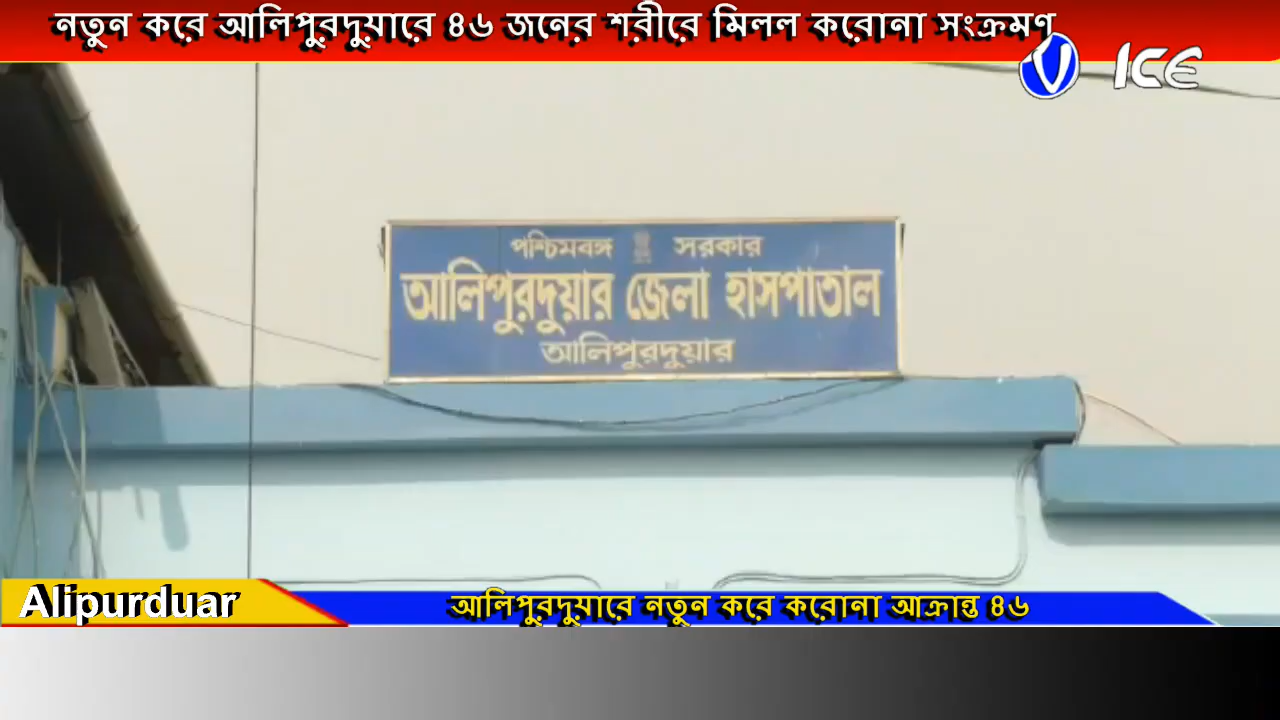 নতুন করে আলিপুরদুয়ারে ৪৬ জনের শরীরে মিলল করোনা সংক্রমণ
V ICE
পশ্চিমবঙ্গ সরকার
আলিপুরদুয়ার জেলা হাসপাতাল
আলিপুরদুয়ার
Alipurduar
আলিপুরদুয়ারে নতুন করে করোনা আক্রান্ত ৪৬